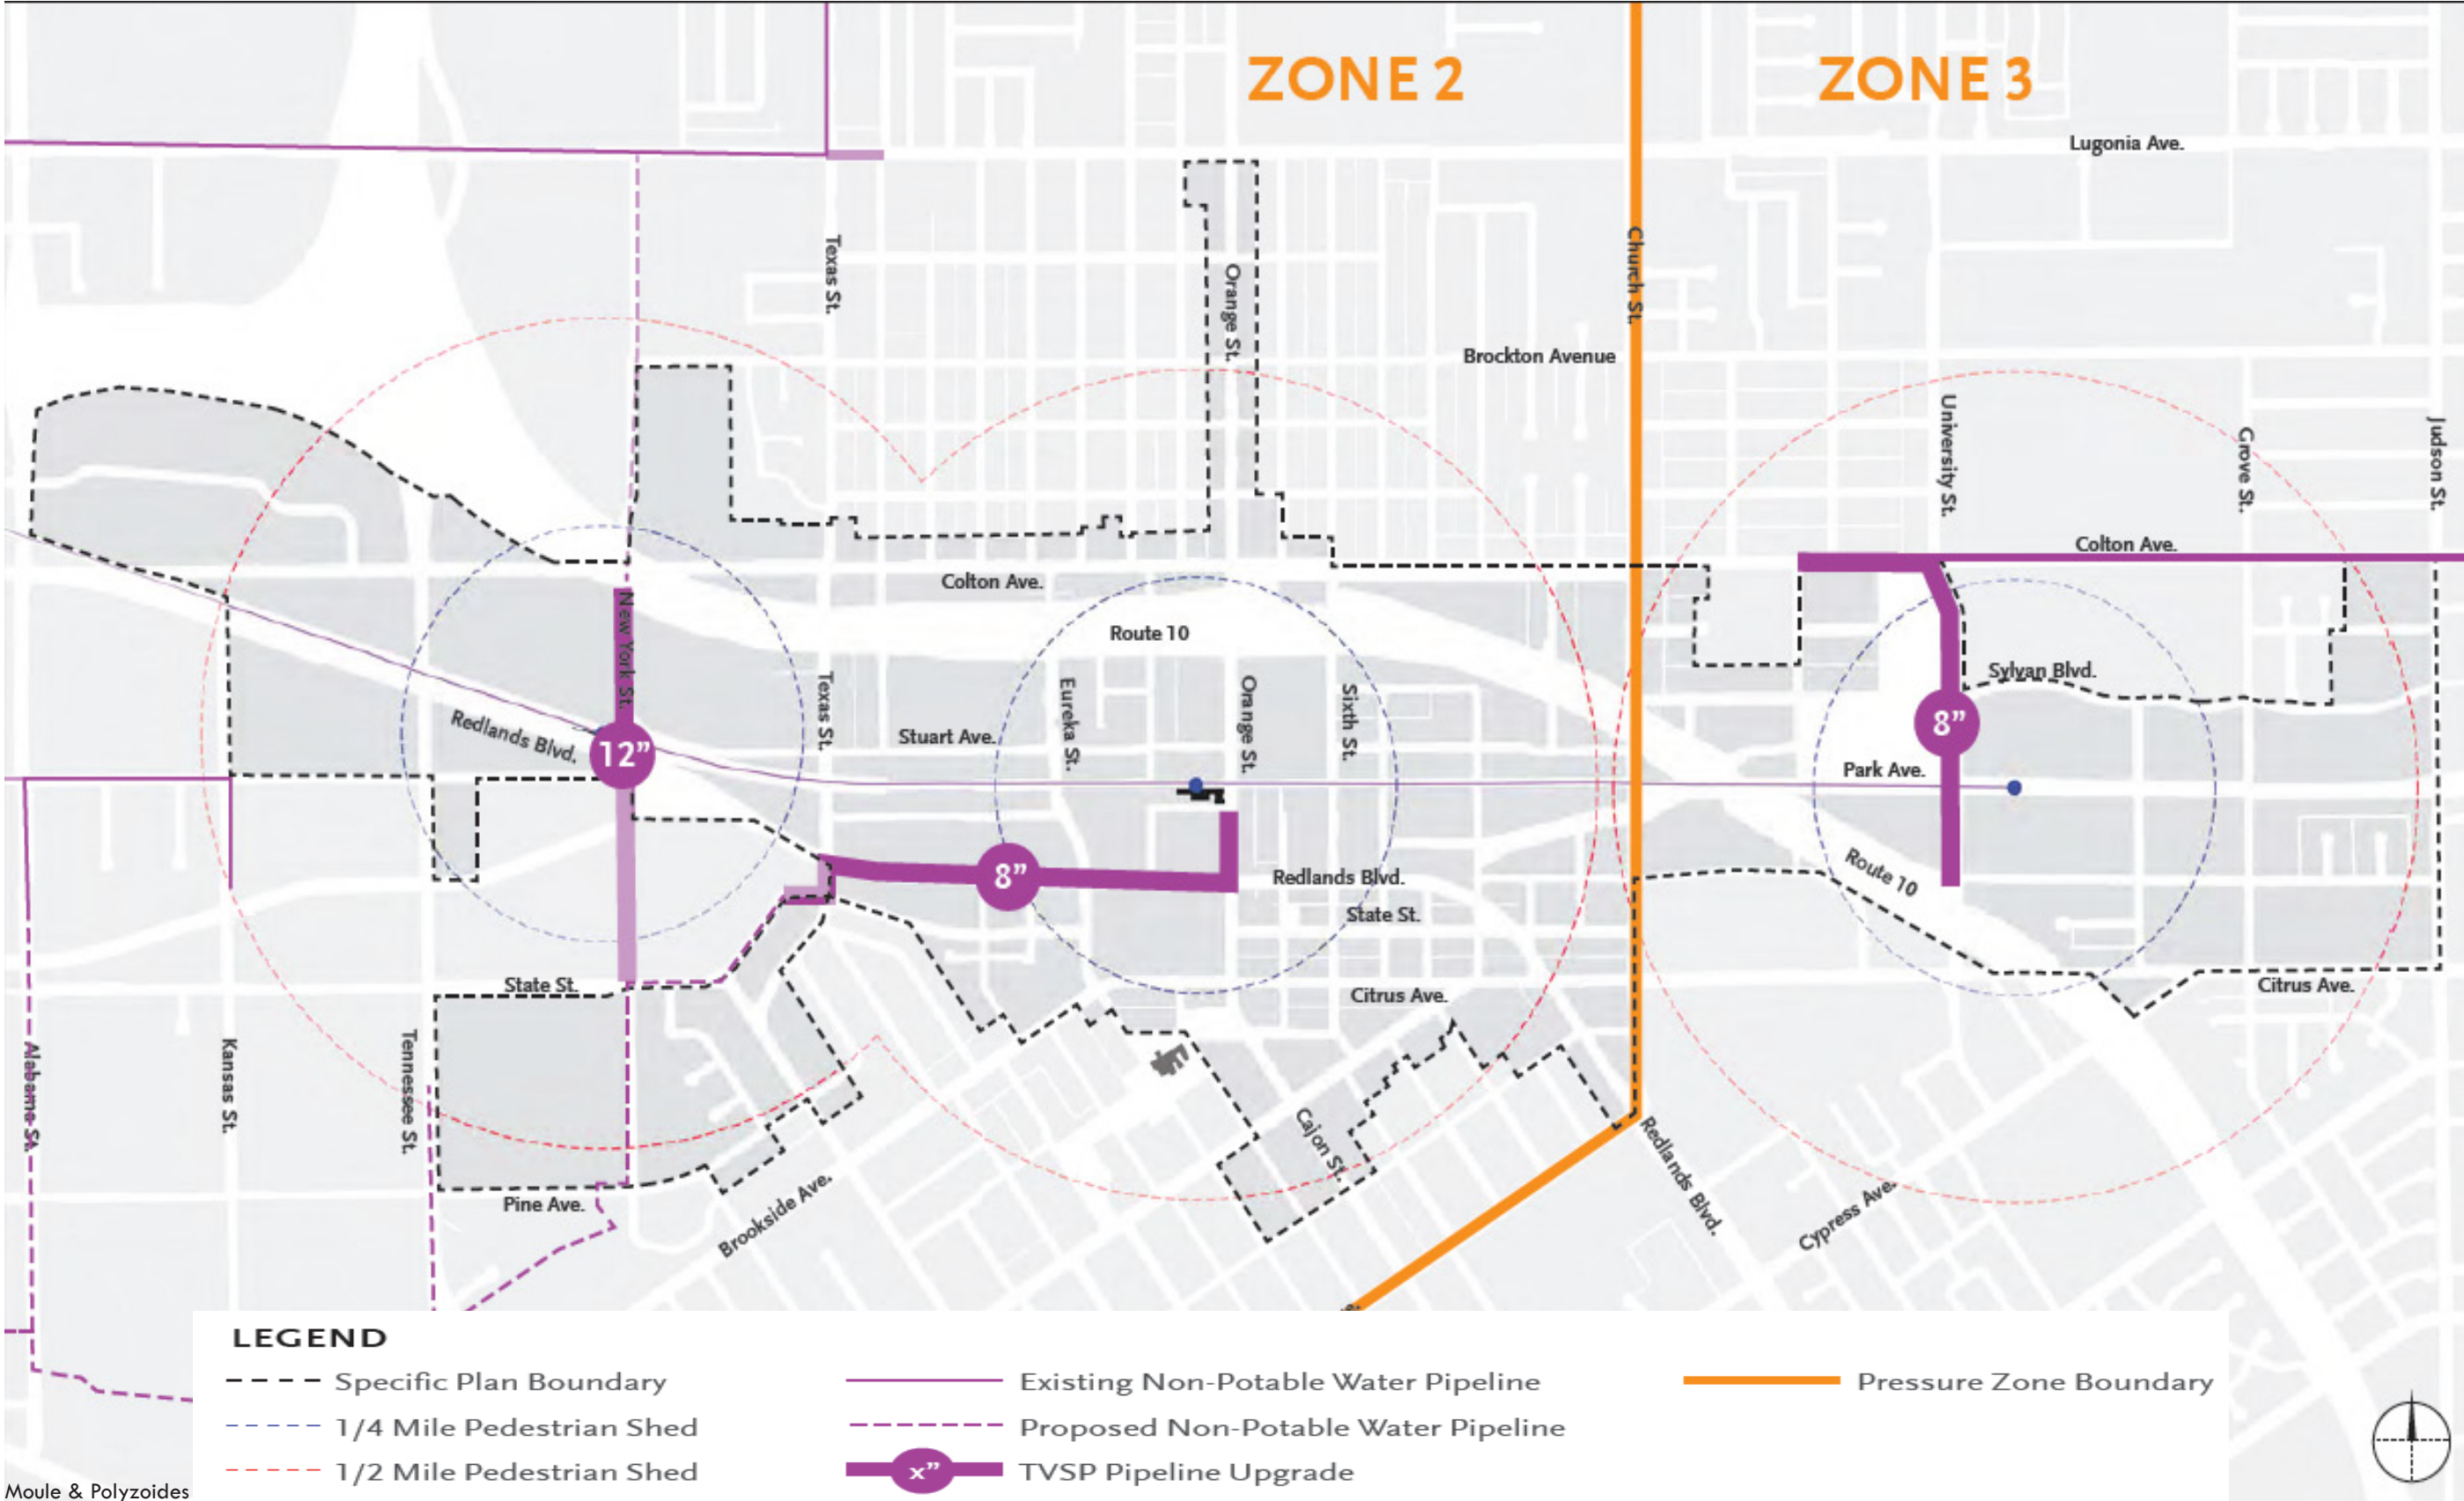 ZONE 2
ZONE 3
Lugonia Ave.
Texas St.
Orange St.
Church St.
Brockton Avenue
University St.
Grove St.
Judson St.
Colton Ave.
Colton Ave.
New York St.
Route 10
Sylvan Blvd.
Texas St.
Eureka St.
Orange St.
Sixth St.
Redlands Blvd.
12”
Stuart Ave.
8”
Park Ave.
8”
Redlands Blvd.
Route 10
State St.
State St.
Citrus Ave.
Citrus Ave.
Alabama St.
Kansas St.
Tennessee St.
Cajon St.
Redlands Blvd.
Pine Ave.
Brookside Ave.
Cypress Ave.
LEGEND
Specific Plan Boundary
1/4 Mile Pedestrian Shed
1/2 Mile Pedestrian Shed
Existing Non-Potable Water Pipeline
Proposed Non-Potable Water Pipeline
x”
TVSP Pipeline Upgrade
Pressure Zone Boundary
Moule & Polyzoides